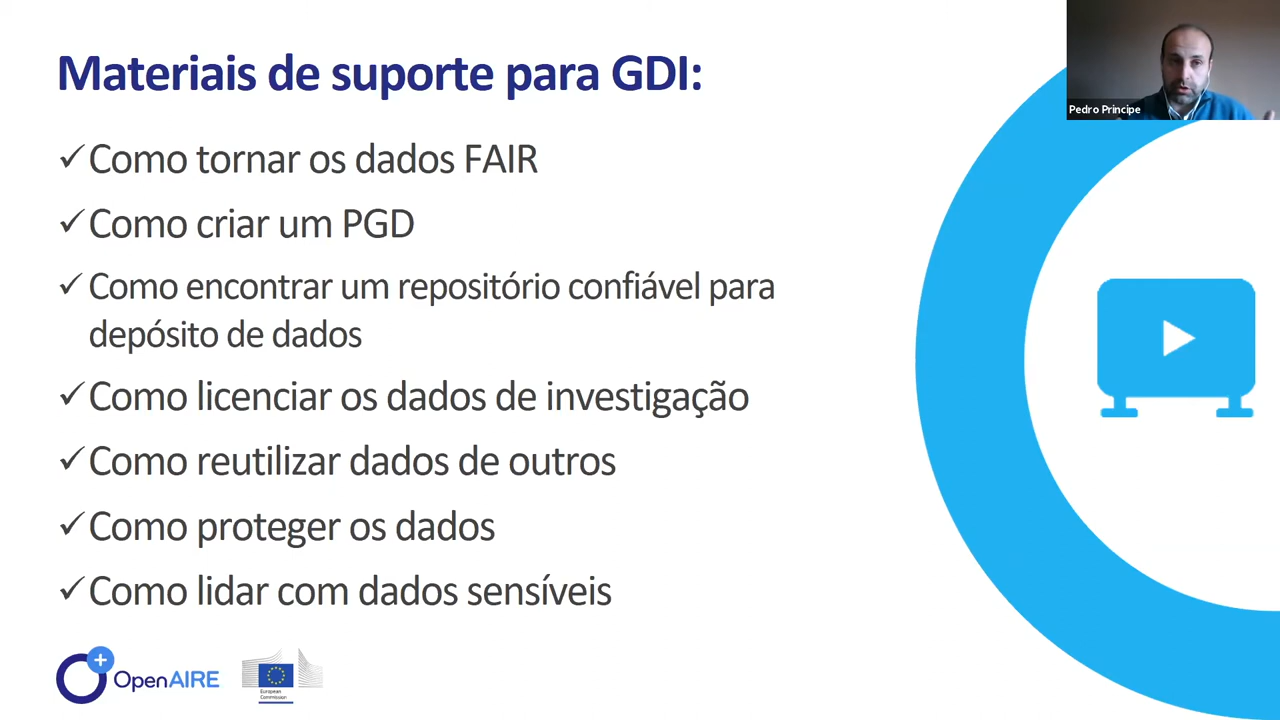 Materiais de suporte para GDI:
Pedro Principe
✓Como tornar os dados FAIR
✓Como criar um PGD
✓Como encontrar um repositório confiável para
depósito de dados
✓Como licenciar os dados de investigação
✓Como reutilizar dados de outros
✓Como proteger os dados
✓Como lidar com dados sensíveis
OpenAIRE
European
Commission